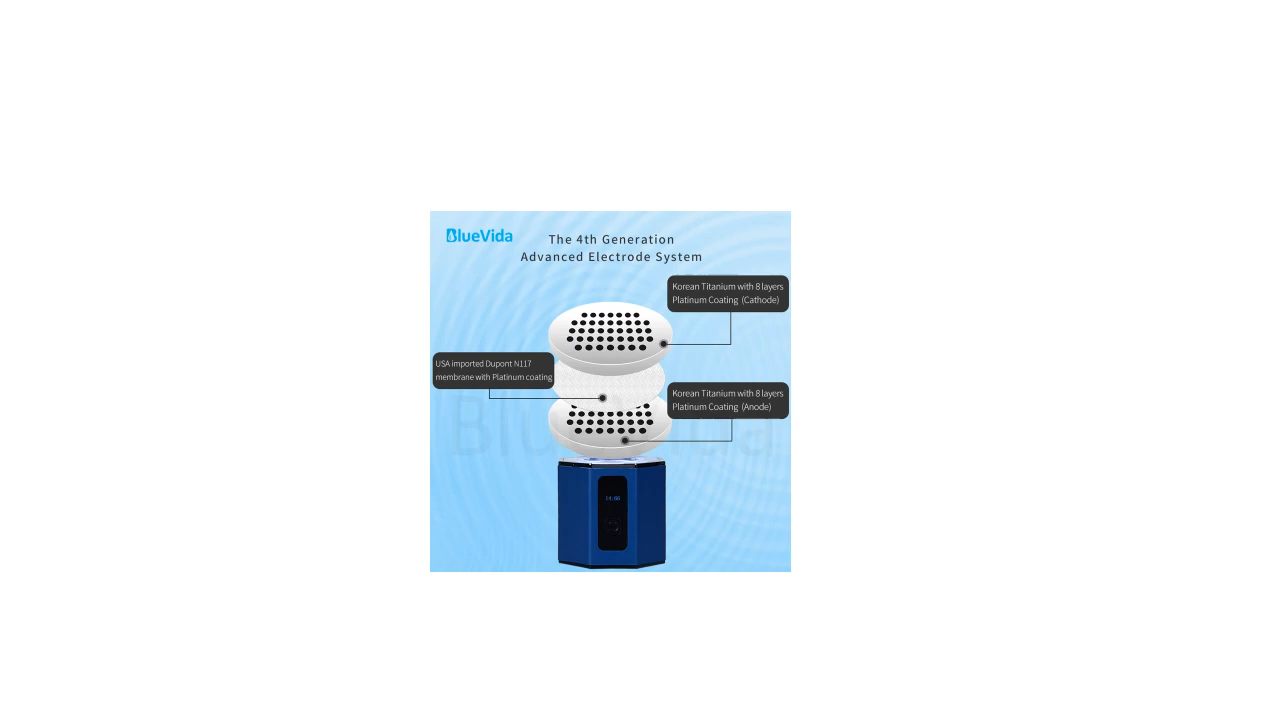 BlueVida
The 4th Generation
Advanced Electrode System
Korean Titanium with 8 layers
Platinum Coating (Cathode)
USA imported Dupont N117
membrane with Platinum coating
Korean Titanium with 8 layers
Platinum Coating (Anode)
BlueVida